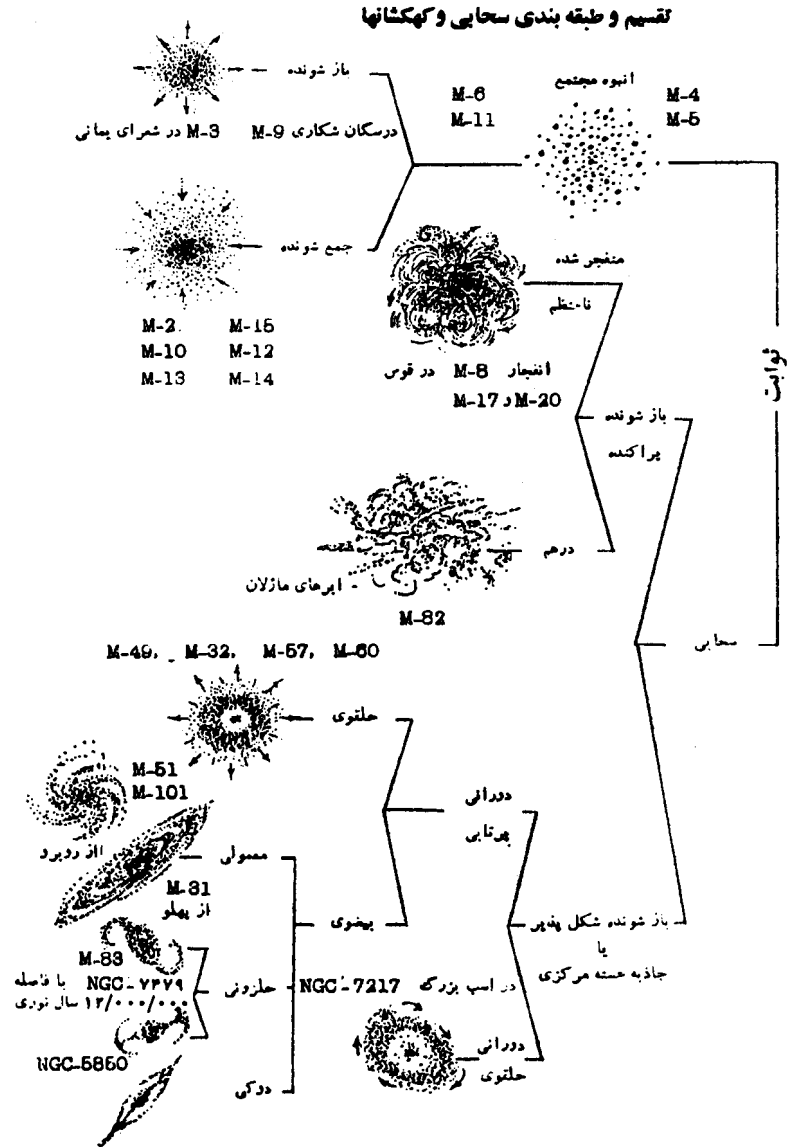 تقسیم و طبقه بندی سحابی و کهکشانها
ثوابت
انبوه مجتمع
M-4
M-5
M-6
M-11
باز شونده
M-9 درسگان شکاری
M-3 در شعرای یمانی
جمع شونده
M-2. M-15
M-10 M-12
M-13 M-14
سحابی
باز شونده
پراکنده
منفجر شده
نامنظم
انفجار M-8 در قوس
M-17 و M-20
درهم
ابرهای ماژلان
M-82
باز شونده شکل پذیر
یا
جاذبه هسته مرکزی
دورانی
پرتابی
حلقوی
M-49, M-32, M-57, M-60
بیضوی
معمولی
M-51
M-101
از روبرو
M-31
از پهلو
حلزونی
M-83
NGC-۷۴۷۹ با فاصله
۱۲/۰۰۰/۰۰۰ سال نوری
NGC-5850
دوکی
دورانی
حلقوی
NGC-7217 در اسب بزرگ